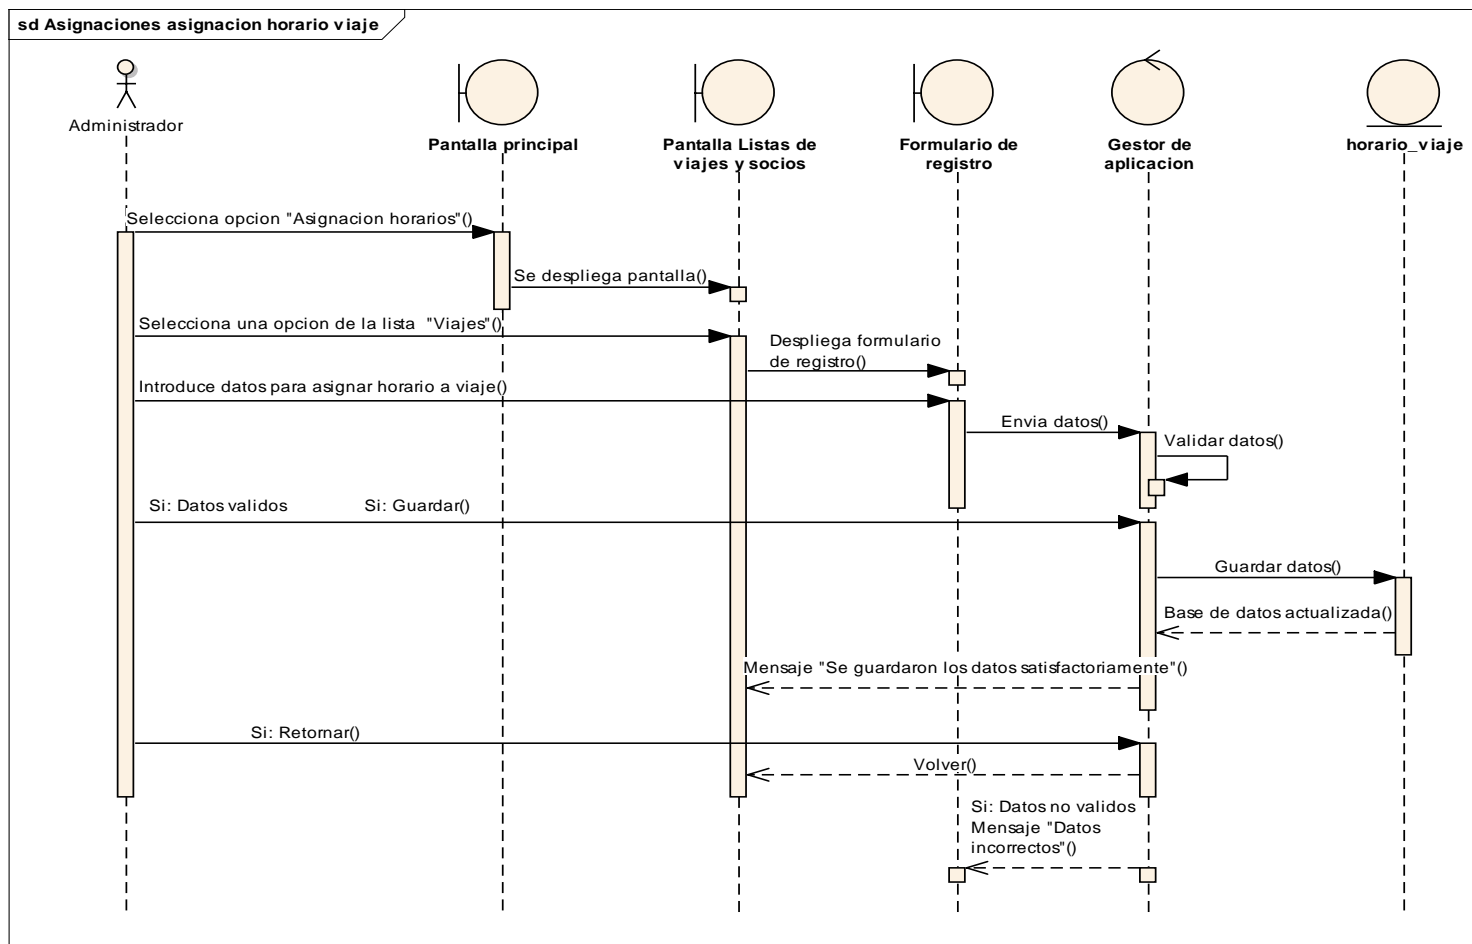 sd Asignaciones asignacion horario viaje
Administrador
Pantalla principal
Pantalla Listas de
viajes y socios
Formulario de
registro
Gestor de
aplicacion
horario_viaje
Selecciona opcion "Asignacion horarios"()
Se despliega pantalla()
Selecciona una opcion de la lista "Viajes"()
Despliega formulario
de registro()
Introduce datos para asignar horario a viaje()
Envia datos()
Validar datos()
Si: Datos validos Si: Guardar()
Guardar datos()
Base de datos actualizada()
Mensaje "Se guardaron los datos satisfactoriamente"()
Si: Retornar()
Volver()
Si: Datos no validos
Mensaje "Datos
incorrectos"()